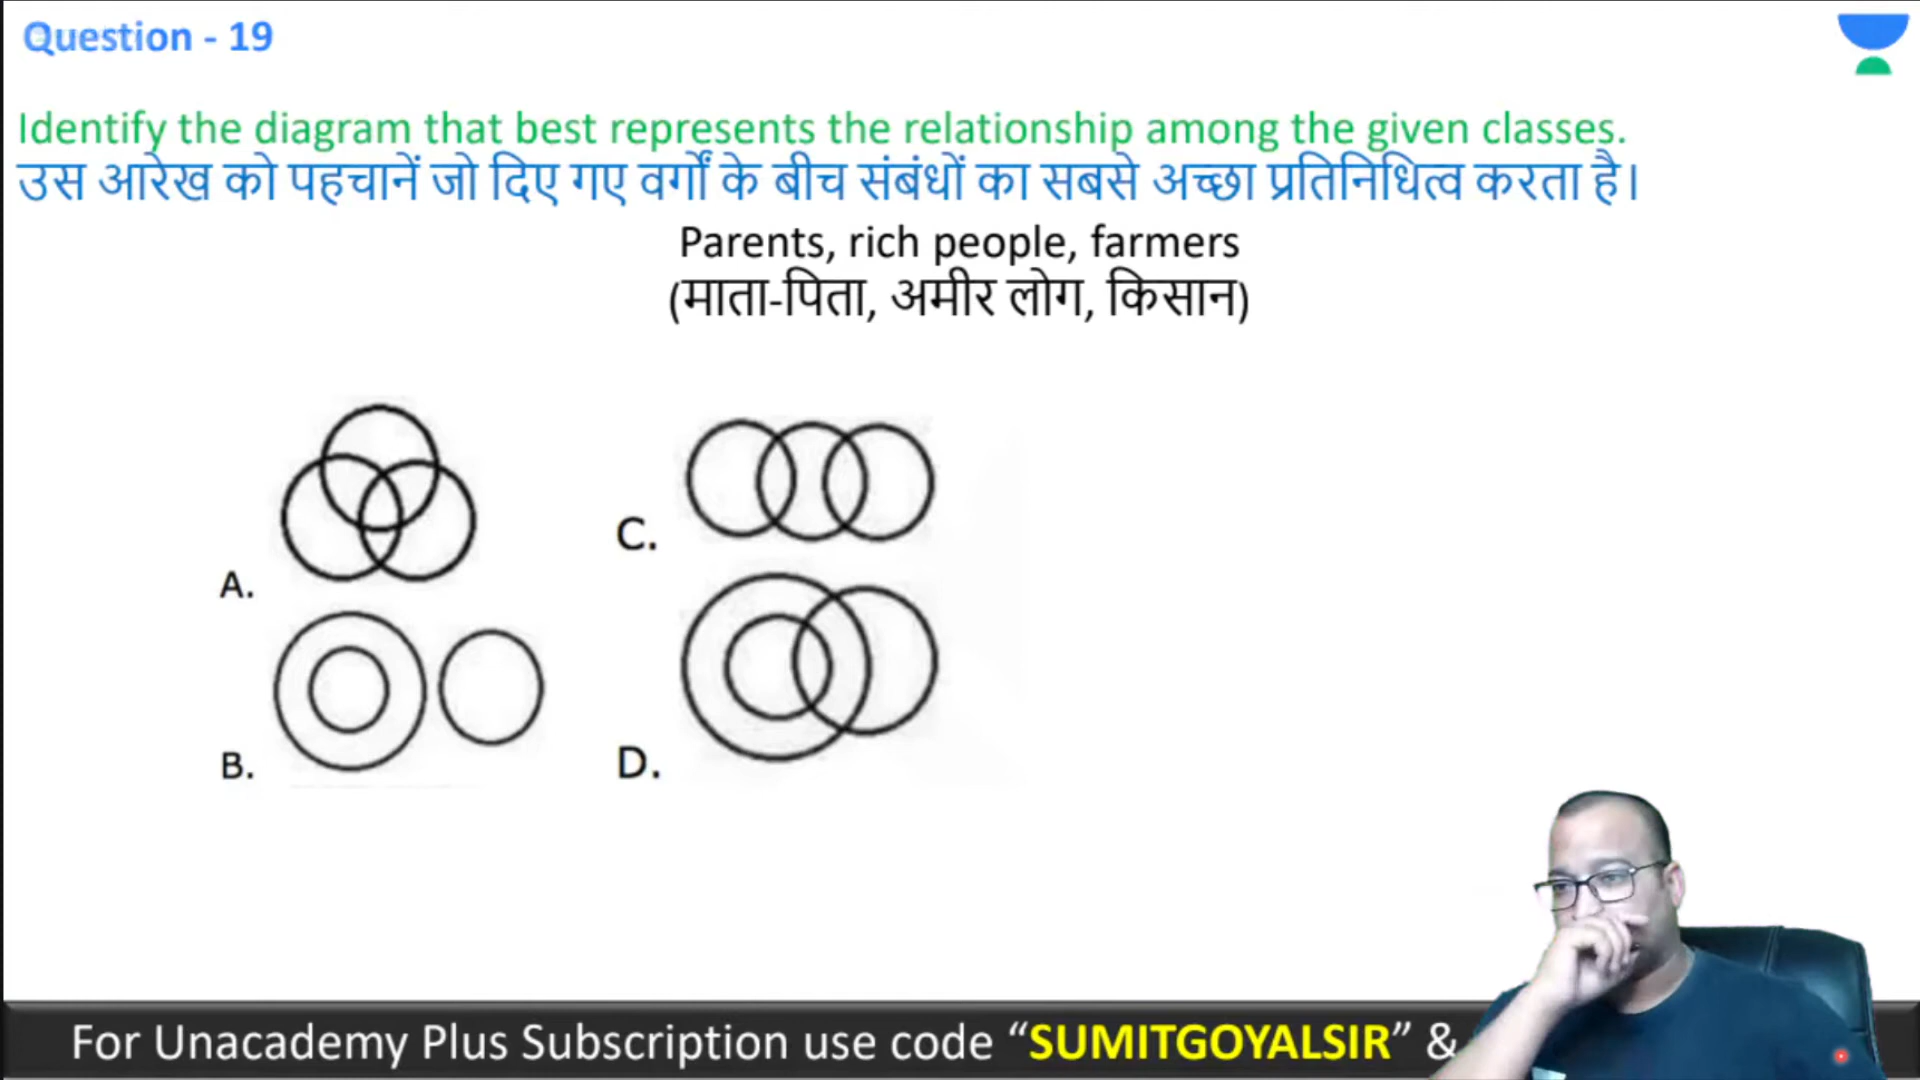 Question - 19
Identify the diagram that best represents the relationship among the given classes.
उस आरेख को पहचानें जो दिए गए वर्गों के बीच संबंधों का सबसे अच्छा प्रतिनिधित्व करता है।
Parents, rich people, farmers
(माता-पिता, अमीर लोग, किसान)
A.
C.
B.
D.
For Unacademy Plus Subscription use code “SUMITGOYALSIR” &